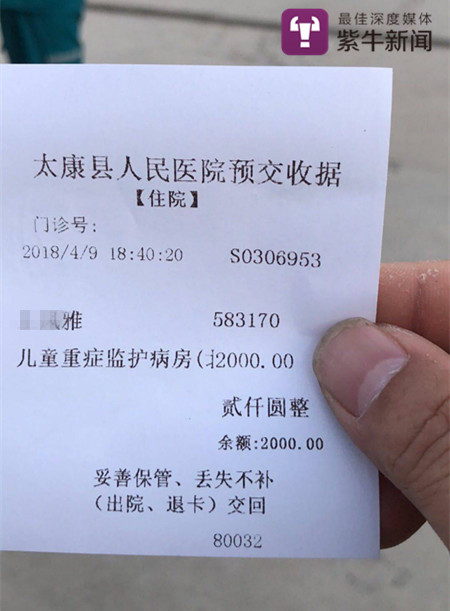 最佳深度媒体
紫牛新闻
太康县人民医院预交收据
【住院】
门诊号:
2018/4/9 18:40:20 S0306953
雅 583170
儿童重症监护病房(2000.00
贰仟圆整
余额:2000.00
妥善保管、丢失不补
(出院、退卡)交回
80032